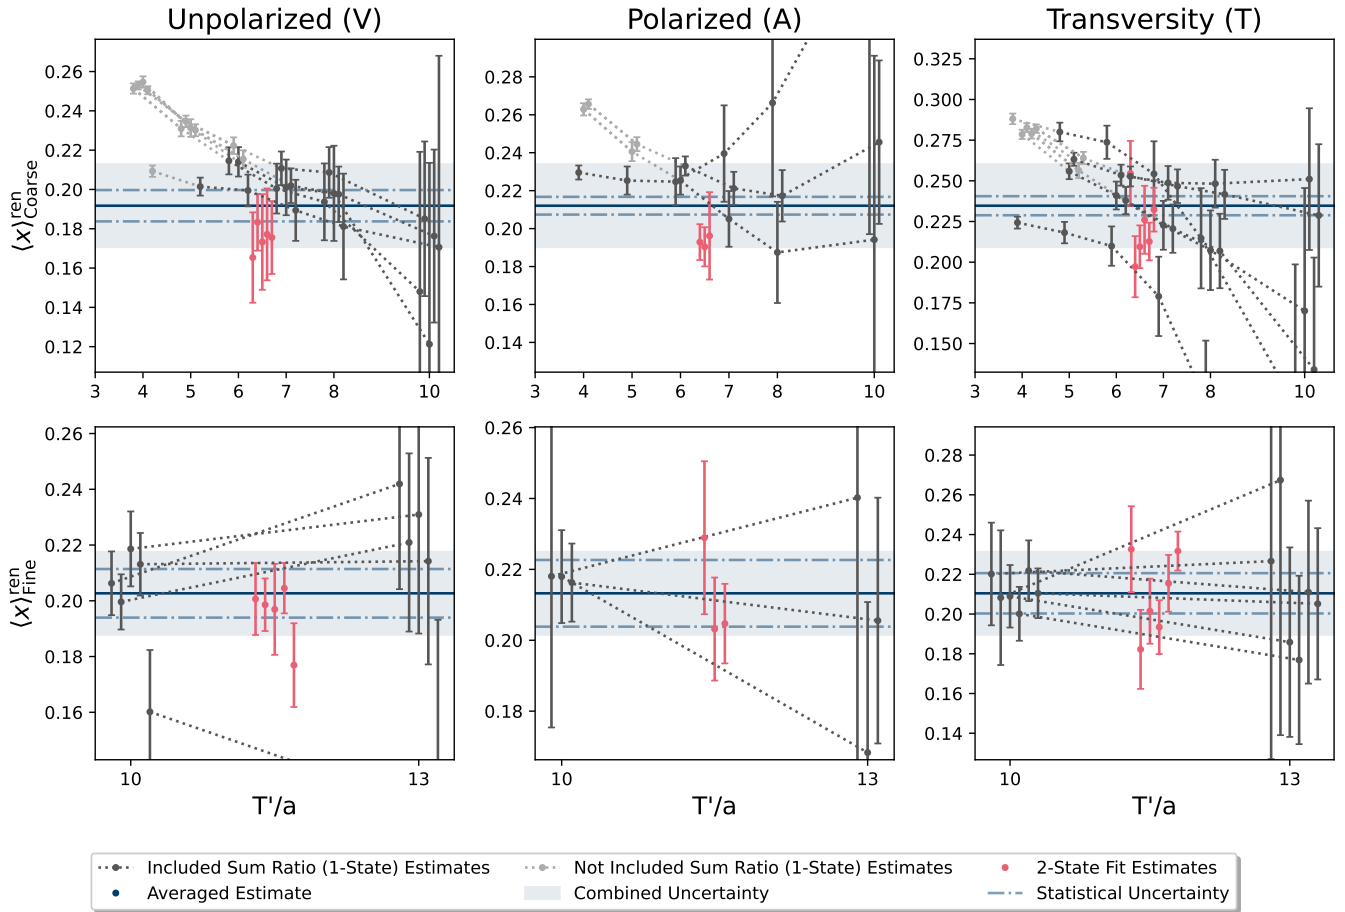 Unpolarized (V)
Polarized (A)
Transversity (T)
⟨x⟩ren Coarse
0.26
0.24
0.22
0.20
0.18
0.16
0.14
0.12
3 4 5 6 7 8 10
0.28
0.26
0.24
0.22
0.20
0.18
0.16
0.14
3 4 5 6 7 8 10
0.325
0.300
0.275
0.250
0.225
0.200
0.175
0.150
3 4 5 6 7 8 10
⟨x⟩ren Fine
0.26
0.24
0.22
0.20
0.18
0.16
10 13
T'/a
0.26
0.24
0.22
0.20
0.18
10 13
T'/a
0.28
0.26
0.24
0.22
0.20
0.18
0.16
0.14
10 13
T'/a
Included Sum Ratio (1-State) Estimates
Not Included Sum Ratio (1-State) Estimates
2-State Fit Estimates
Averaged Estimate
Combined Uncertainty
Statistical Uncertainty